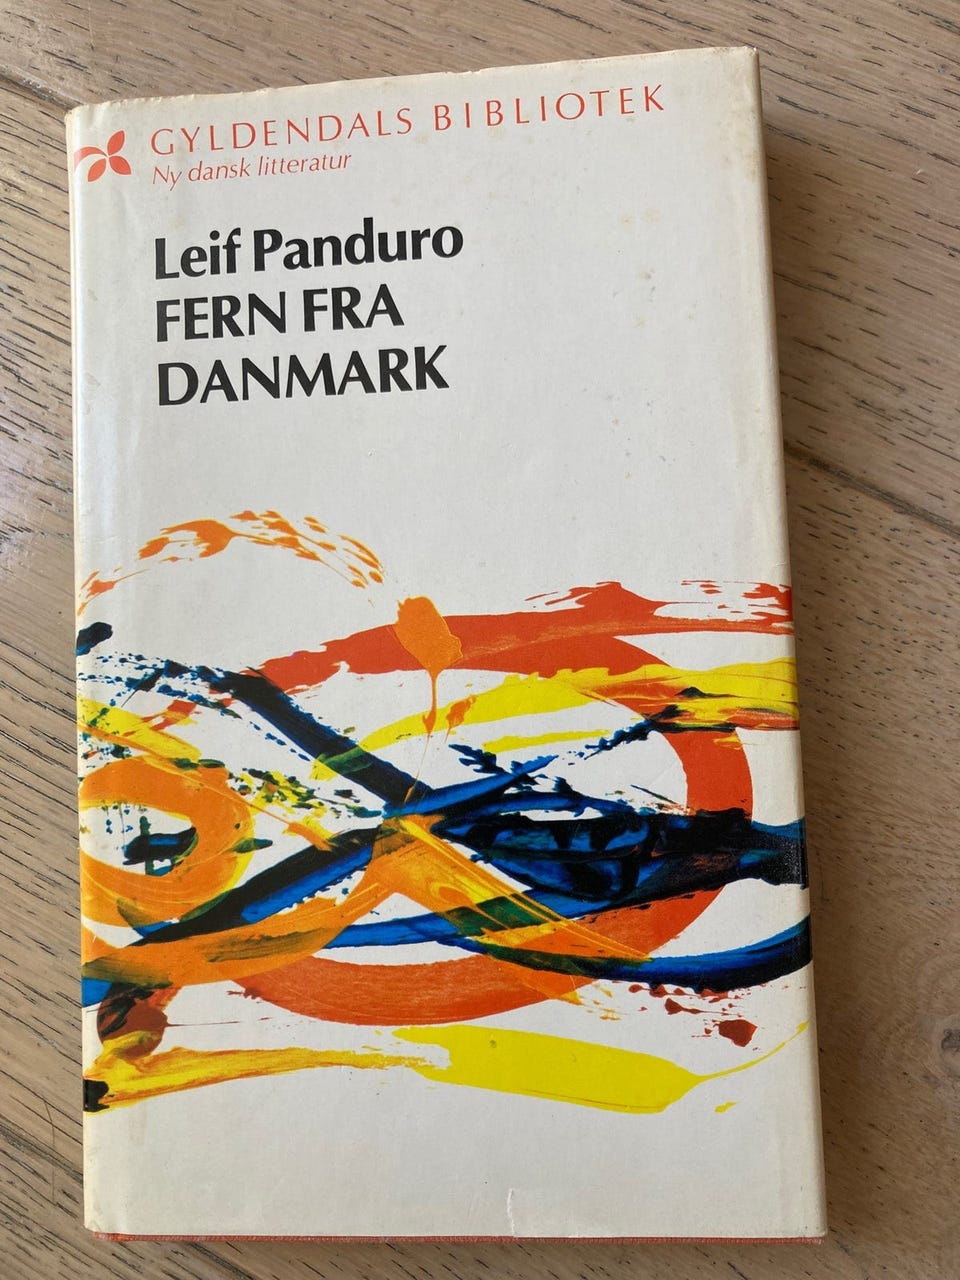 GYLDENDALS BIBLIOTEK
Ny dansk litteratur
Leif Panduro
FERN FRA
DANMARK